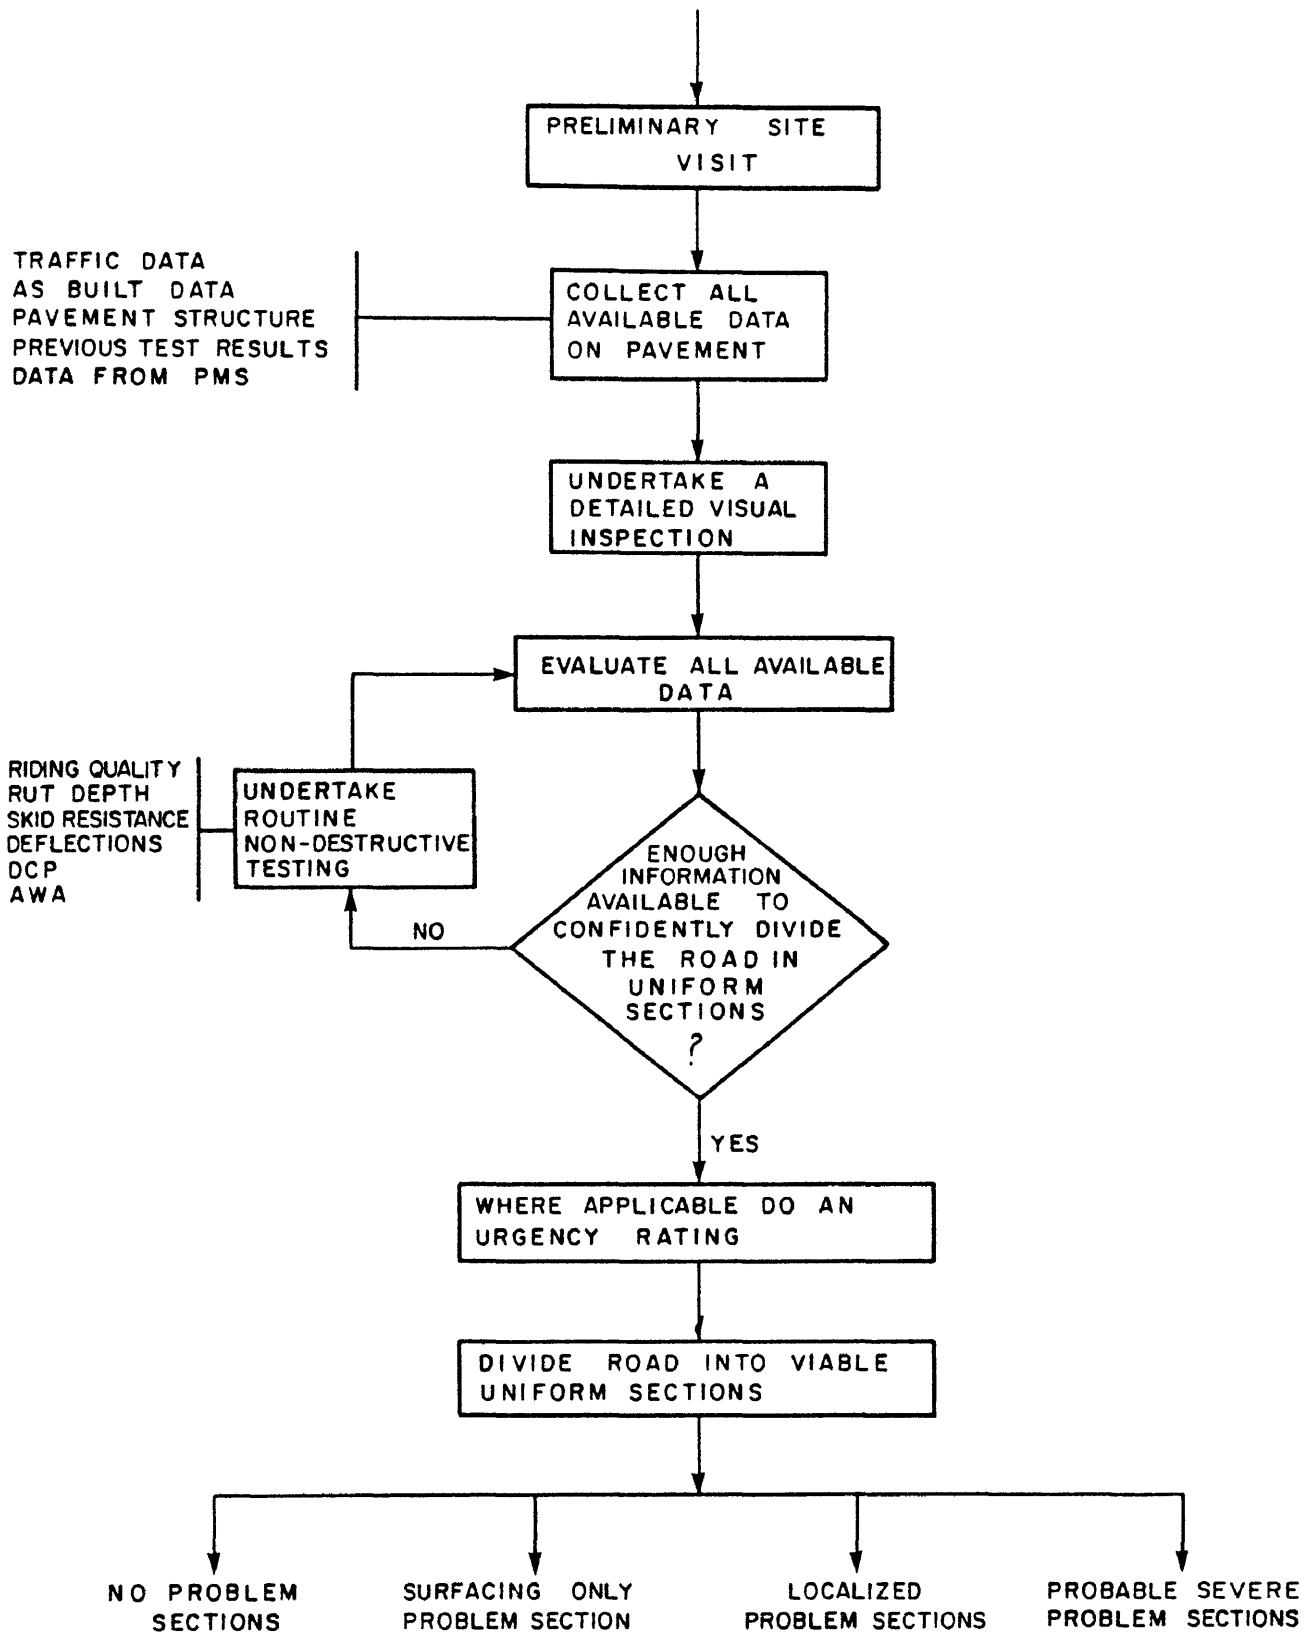 PRELIMINARY SITE
VISIT
TRAFFIC DATA
AS BUILT DATA
PAVEMENT STRUCTURE
PREVIOUS TEST RESULTS
DATA FROM PMS
COLLECT ALL
AVAILABLE DATA
ON PAVEMENT
UNDERTAKE A
DETAILED VISUAL
INSPECTION
EVALUATE ALL AVAILABLE
DATA
RIDING QUALITY
RUT DEPTH
SKID RESISTANCE
DEFLECTIONS
DCP
AWA
UNDERTAKE
ROUTINE
NON-DESTRUCTIVE
TESTING
NO
ENOUGH
INFORMATION
AVAILABLE TO
CONFIDENTLY DIVIDE
THE ROAD IN
UNIFORM
SECTIONS
?
YES
WHERE APPLICABLE DO AN
URGENCY RATING
DIVIDE ROAD INTO VIABLE
UNIFORM SECTIONS
NO PROBLEM
SECTIONS
SURFACING ONLY
PROBLEM SECTION
LOCALIZED
PROBLEM SECTIONS
PROBABLE SEVERE
PROBLEM SECTIONS